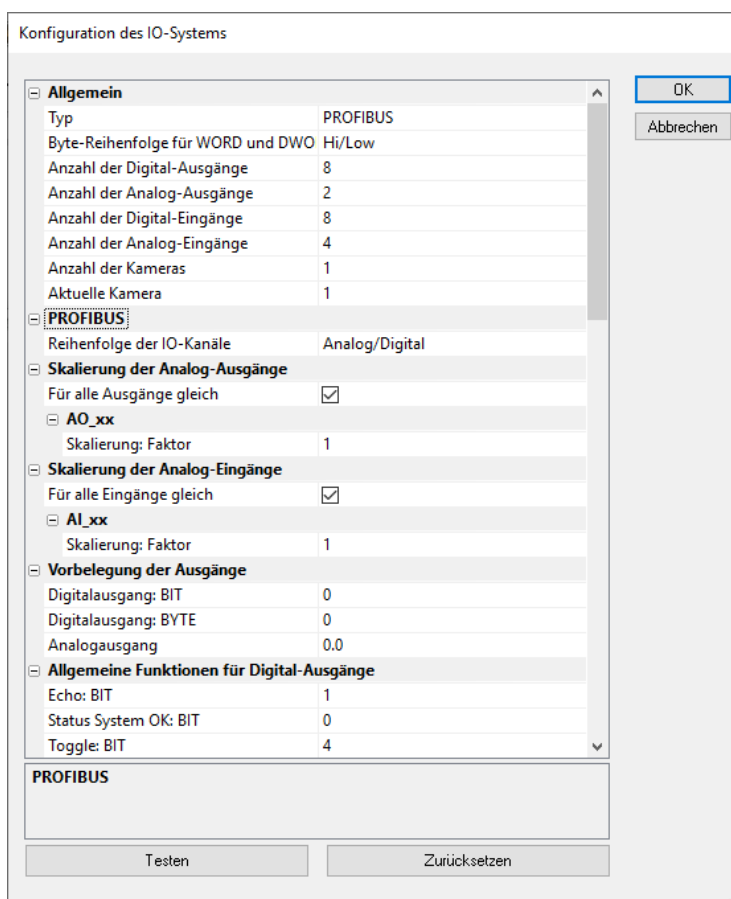 Konfiguration des IO-Systems
Allgemein
Typ PROFIBUS
Byte-Reihenfolge für WORD und DWO Hi/Low
Anzahl der Digital-Ausgänge 8
Anzahl der Analog-Ausgänge 2
Anzahl der Digital-Eingänge 8
Anzahl der Analog-Eingänge 4
Anzahl der Kameras 1
Aktuelle Kamera 1
PROFIBUS
Reihenfolge der IO-Kanäle Analog/Digital
Skalierung der Analog-Ausgänge
Für alle Ausgänge gleich
AO_xx
Skalierung: Faktor 1
Skalierung der Analog-Eingänge
Für alle Eingänge gleich
AI_xx
Skalierung: Faktor 1
Vorbelegung der Ausgänge
Digitalausgang: BIT 0
Digitalausgang: BYTE 0
Analogausgang 0.0
Allgemeine Funktionen für Digital-Ausgänge
Echo: BIT 1
Status System OK: BIT 0
Toggle: BIT 4
PROFIBUS
Testen Zurücksetzen
OK
Abbrechen